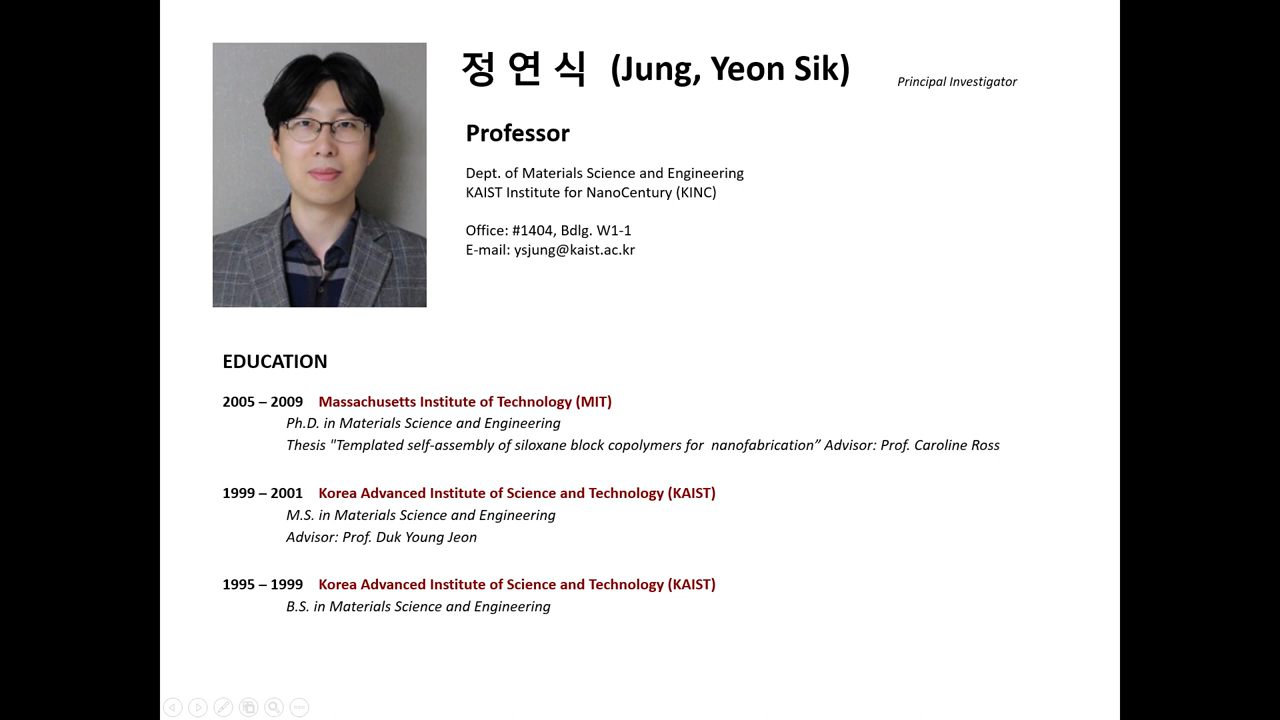 정 연 식 (Jung, Yeon Sik)
Principal Investigator
Professor
Dept. of Materials Science and Engineering
KAIST Institute for NanoCentury (KINC)
Office: #1404, Bdlg. W1-1
E-mail: ysjung@kaist.ac.kr
EDUCATION
2005 – 2009 Massachusetts Institute of Technology (MIT)
Ph.D. in Materials Science and Engineering
Thesis "Templated self-assembly of siloxane block copolymers for nanofabrication” Advisor: Prof. Caroline Ross
1999 – 2001 Korea Advanced Institute of Science and Technology (KAIST)
M.S. in Materials Science and Engineering
Advisor: Prof. Duk Young Jeon
1995 – 1999 Korea Advanced Institute of Science and Technology (KAIST)
B.S. in Materials Science and Engineering